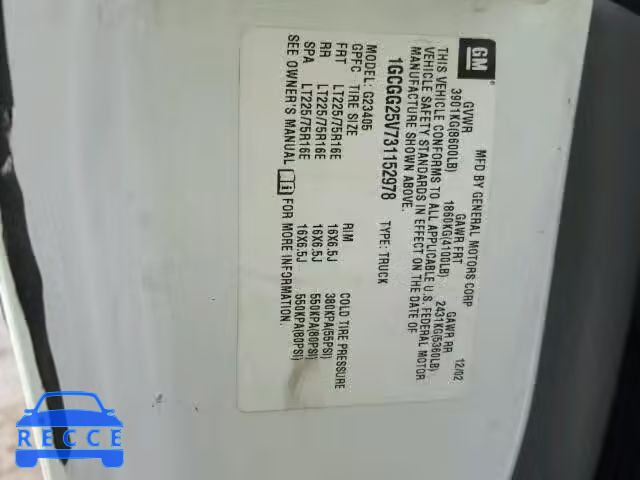 GM
MFD BY GENERAL MOTORS CORP 12/02
GVWR GAWR FRT GAWR RR
3901KG(8600LB) 1860KG(4100LB) 2431KG(5360LB)
THIS VEHICLE CONFORMS TO ALL APPLICABLE U.S. FEDERAL MOTOR
VEHICLE SAFETY STANDARDS IN EFFECT ON THE DATE OF
MANUFACTURE SHOWN ABOVE.
1GCGG25V731152978 TYPE: TRUCK
MODEL: G23405
GPFC TIRE SIZE RIM COLD TIRE PRESSURE
FRT LT225/75R16E 16X6.5J 380KPA(55PSI)
RR LT225/75R16E 16X6.5J 550KPA(80PSI)
SPA LT225/75R16E 16X6.5J 550KPA(80PSI)
SEE OWNER'S MANUAL FOR MORE INFORMATION.
RECCE